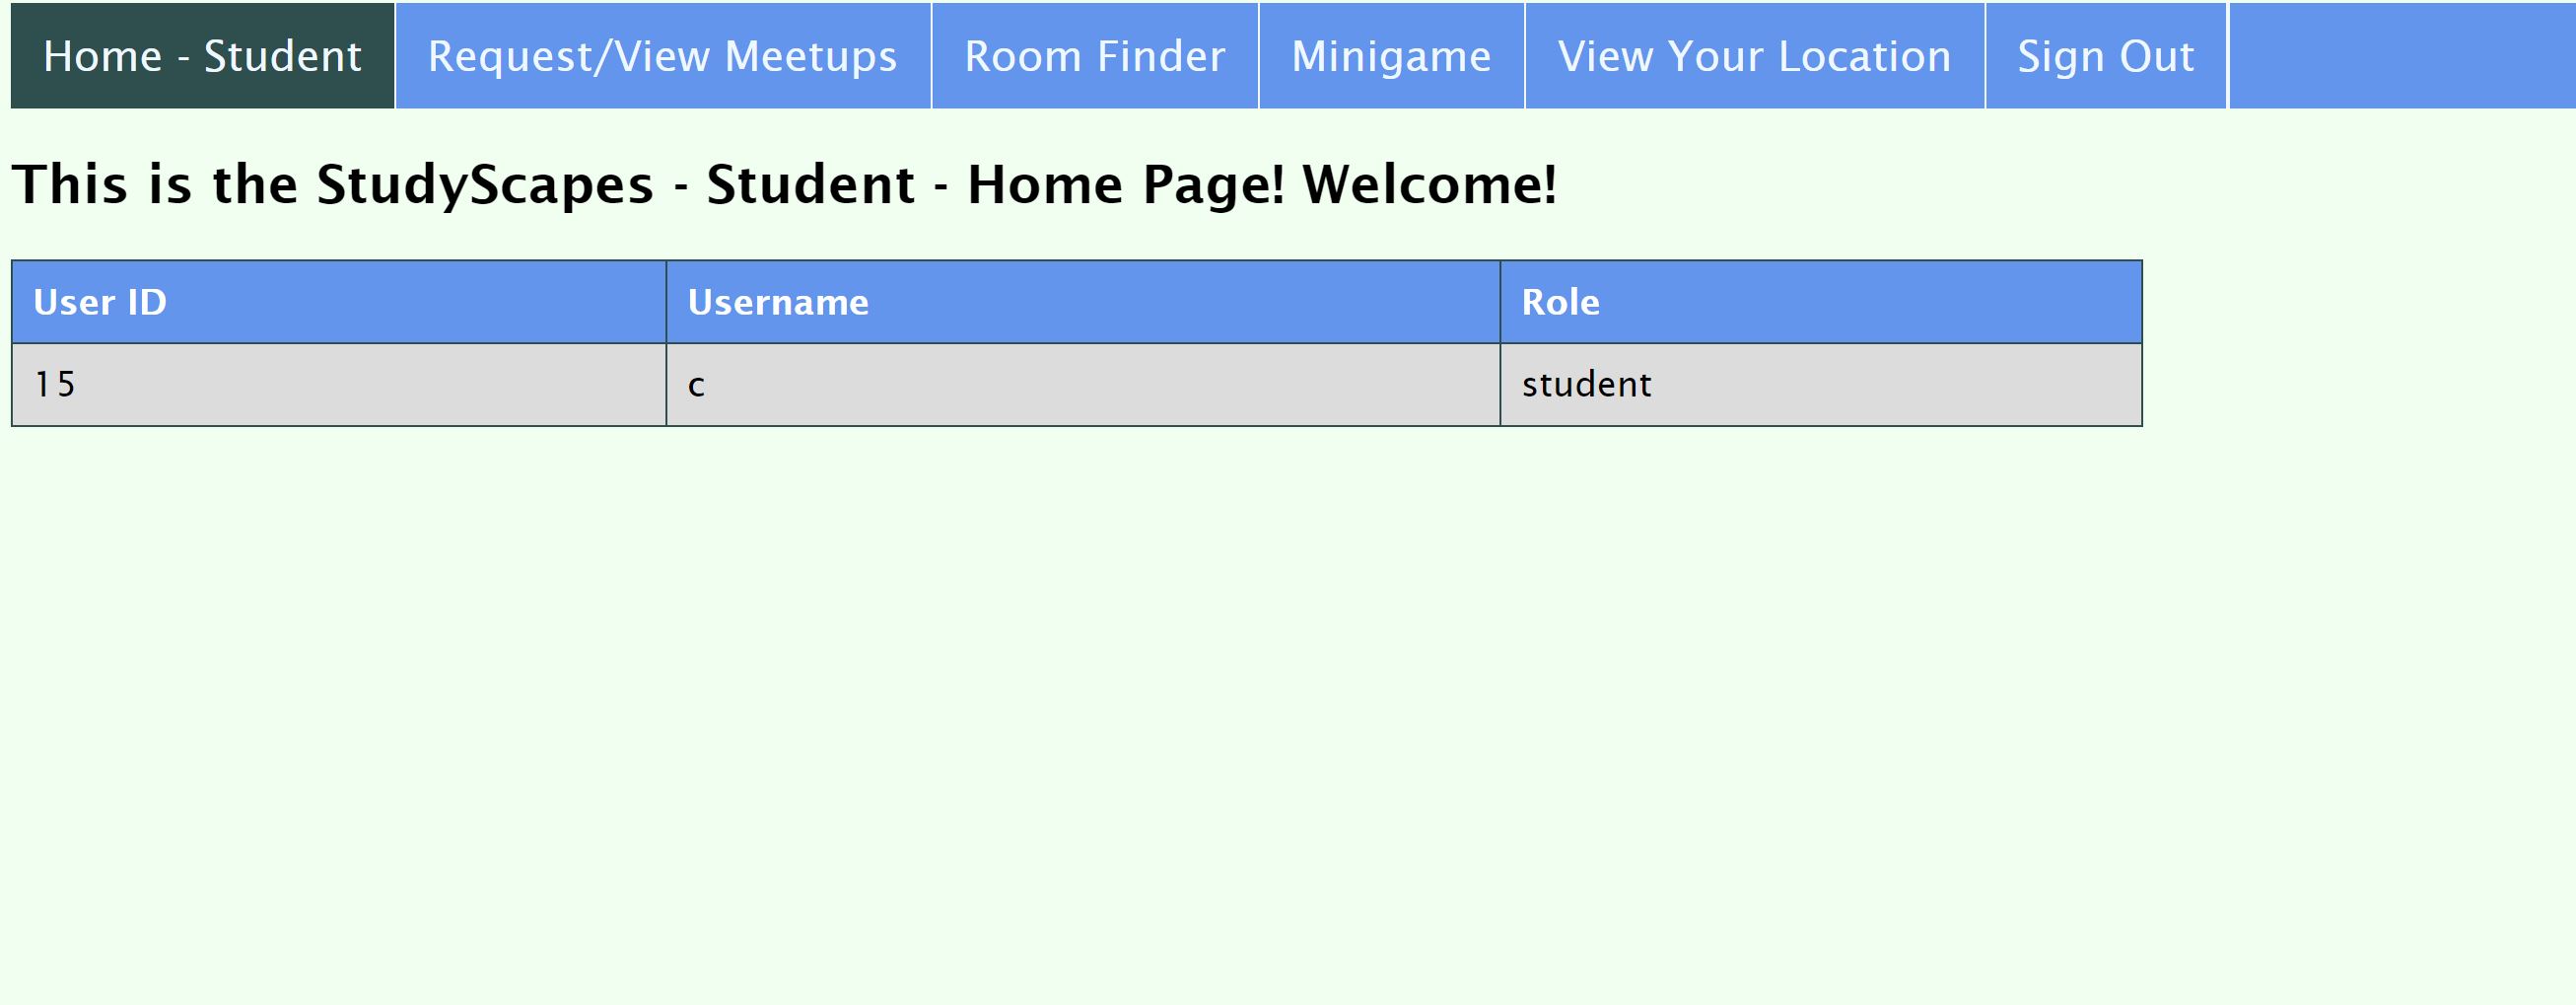 Home - Student Request/View Meetups Room Finder Minigame View Your Location Sign Out
This is the StudyScapes - Student - Home Page! Welcome!
User ID Username Role
15 c student